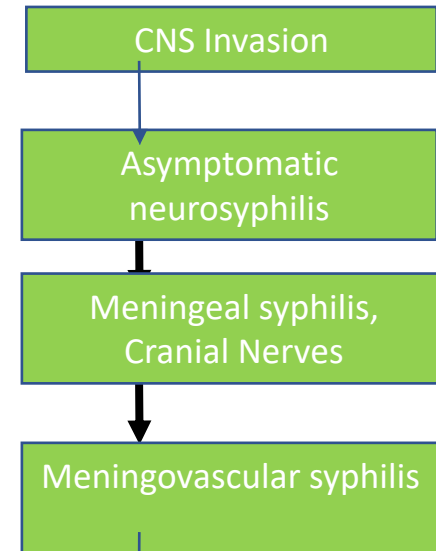 CNS Invasion
Asymptomatic
neurosyphilis
Meningeal syphilis,
Cranial Nerves
Meningovascular syphilis